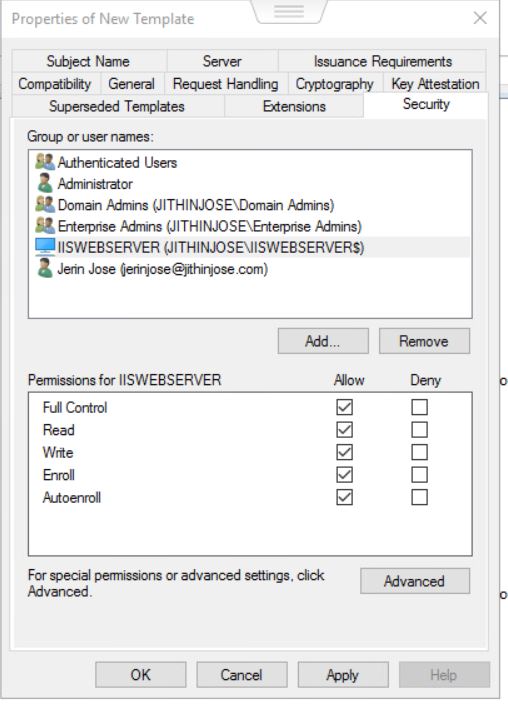 Properties of New Template
Subject Name Server Issuance Requirements
Compatibility General Request Handling Cryptography Key Attestation
Superseded Templates Extensions Security
Group or user names:
Authenticated Users
Administrator
Domain Admins (JITHINJOSE\Domain Admins)
Enterprise Admins (JITHINJOSE\Enterprise Admins)
IISWEBSERVER (JITHINJOSE\IISWEBSERVER$)
Jerin Jose (jerinjose@jithinjose.com)
Add... Remove
Permissions for IISWEBSERVER Allow Deny
Full Control
Read
Write
Enroll
Autoenroll
For special permissions or advanced settings, click
Advanced.
Advanced
OK Cancel Apply Help